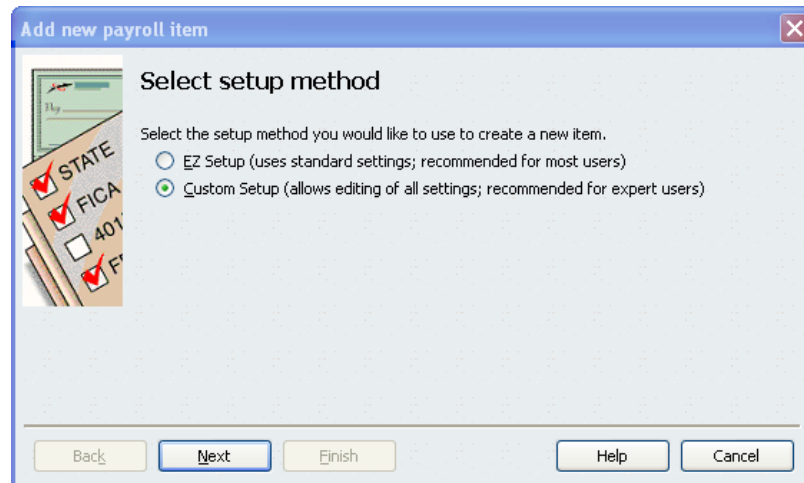 Add new payroll item
Select setup method
Select the setup method you would like to use to create a new item.
EZ Setup (uses standard settings; recommended for most users)
Custom Setup (allows editing of all settings; recommended for expert users)
STATE
FICA
401
Back
Next
Finish
Help
Cancel